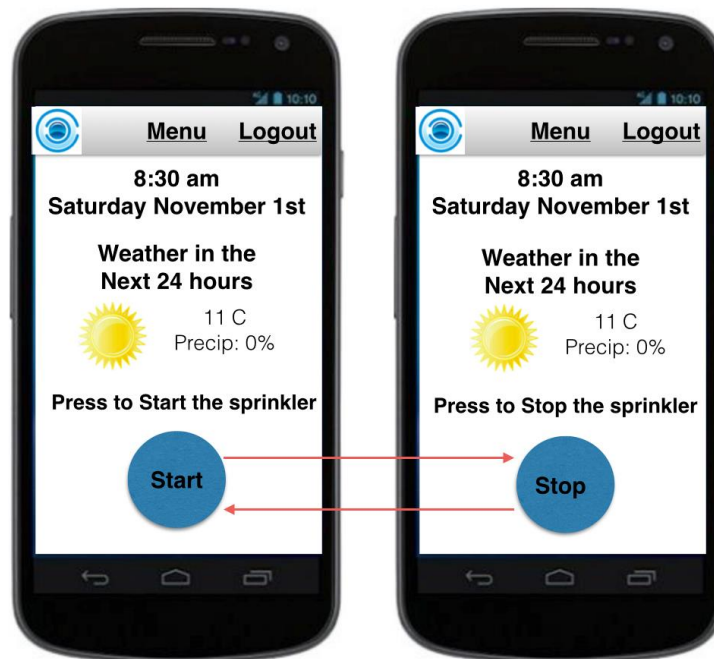 10:10
Menu Logout
8:30 am
Saturday November 1st
Weather in the
Next 24 hours
11 C
Precip: 0%
Press to Start the sprinkler
Start
10:10
Menu Logout
8:30 am
Saturday November 1st
Weather in the
Next 24 hours
11 C
Precip: 0%
Press to Stop the sprinkler
Stop